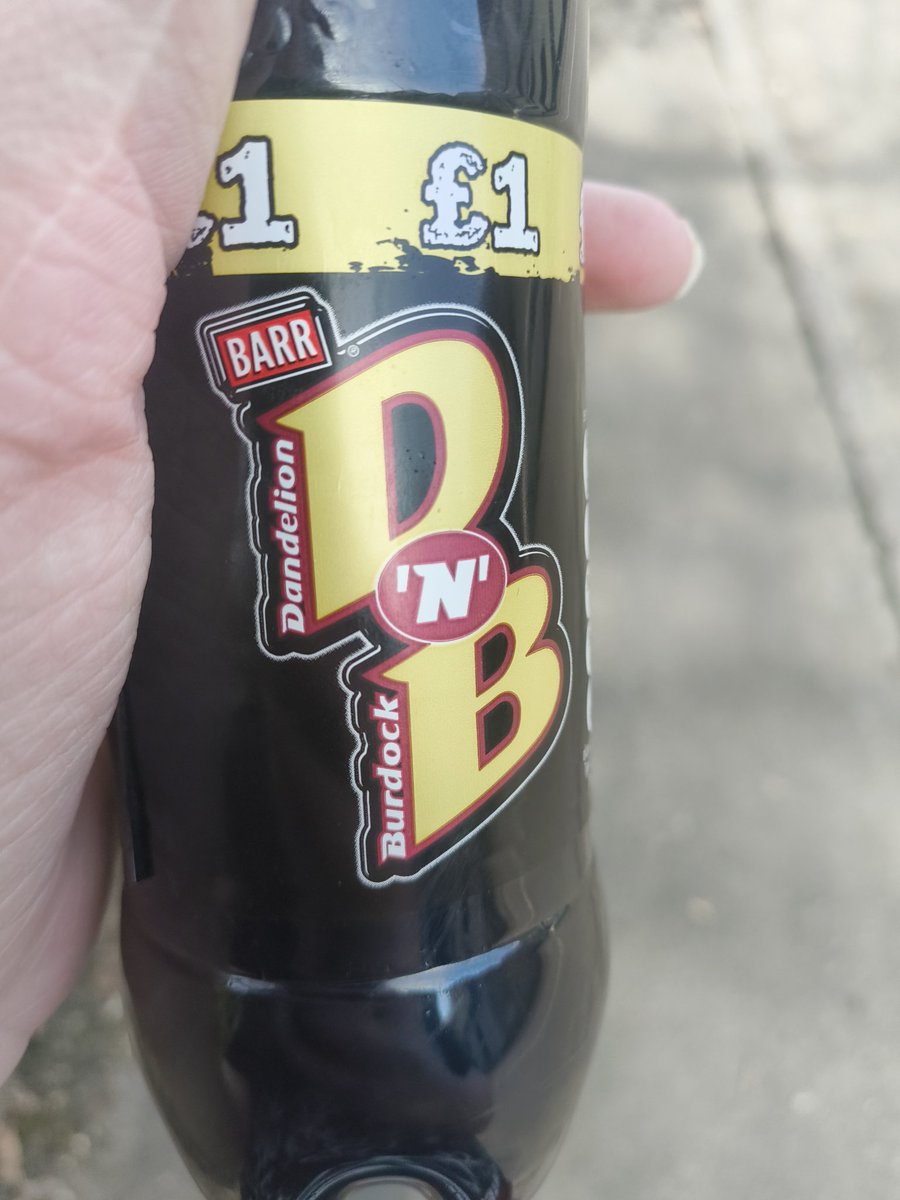 £1
BARR
®
Dandelion
D
'N'
B
Burdock